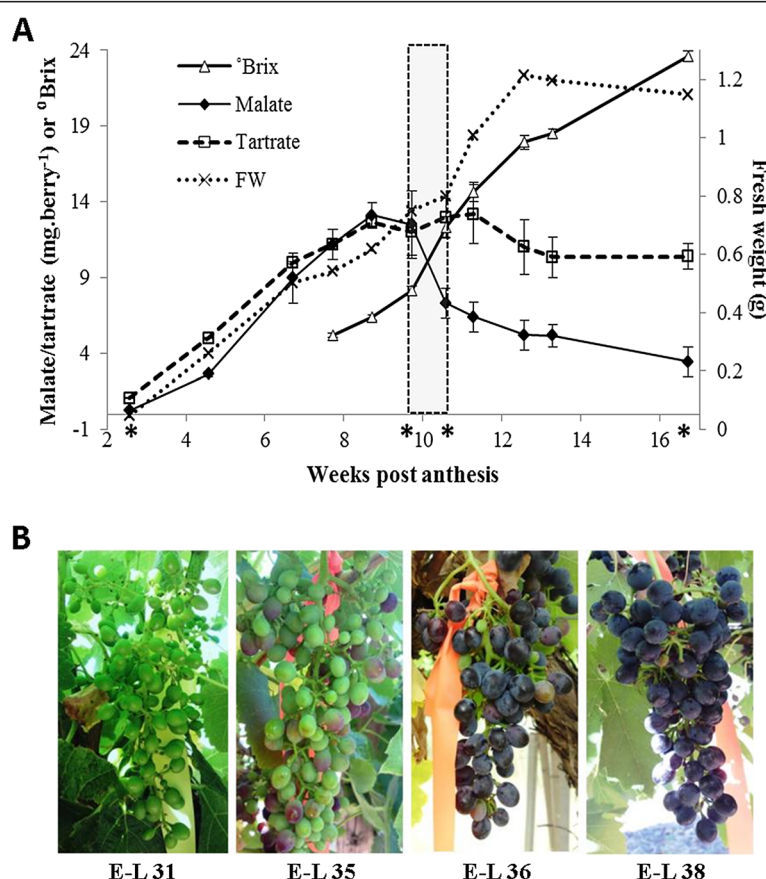 A
24
19
14
9
4
-1
Malate/tartrate (mg.berry⁻¹) or ⁰Brix
°Brix
Malate
Tartrate
FW
1.2
1
0.8
0.6
0.4
0.2
0
Fresh weight (g)
2 4 6 8 10 12 14 16
* * * *
Weeks post anthesis
B
E-L 31 E-L 35 E-L 36 E-L 38